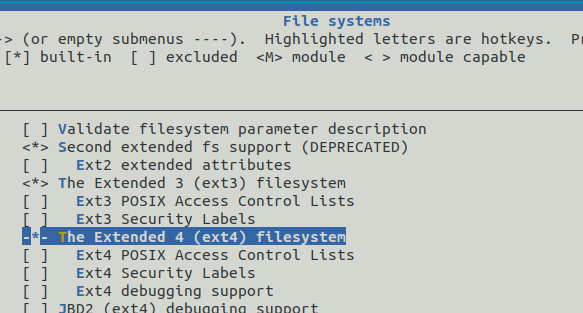 File systems
-> (or empty submenus ----).  Highlighted letters are hotkeys.  Pr
[*] built-in  [ ] excluded  <M> module  < > module capable
[ ] Validate filesystem parameter description
<*> Second extended fs support (DEPRECATED)
[ ]   Ext2 extended attributes
<*> The Extended 3 (ext3) filesystem
[ ]   Ext3 POSIX Access Control Lists
[ ]   Ext3 Security Labels
-*- The Extended 4 (ext4) filesystem
[ ]   Ext4 POSIX Access Control Lists
[ ]   Ext4 Security Labels
[ ]   Ext4 debugging support
[ ] JBD2 (ext4) debugging support